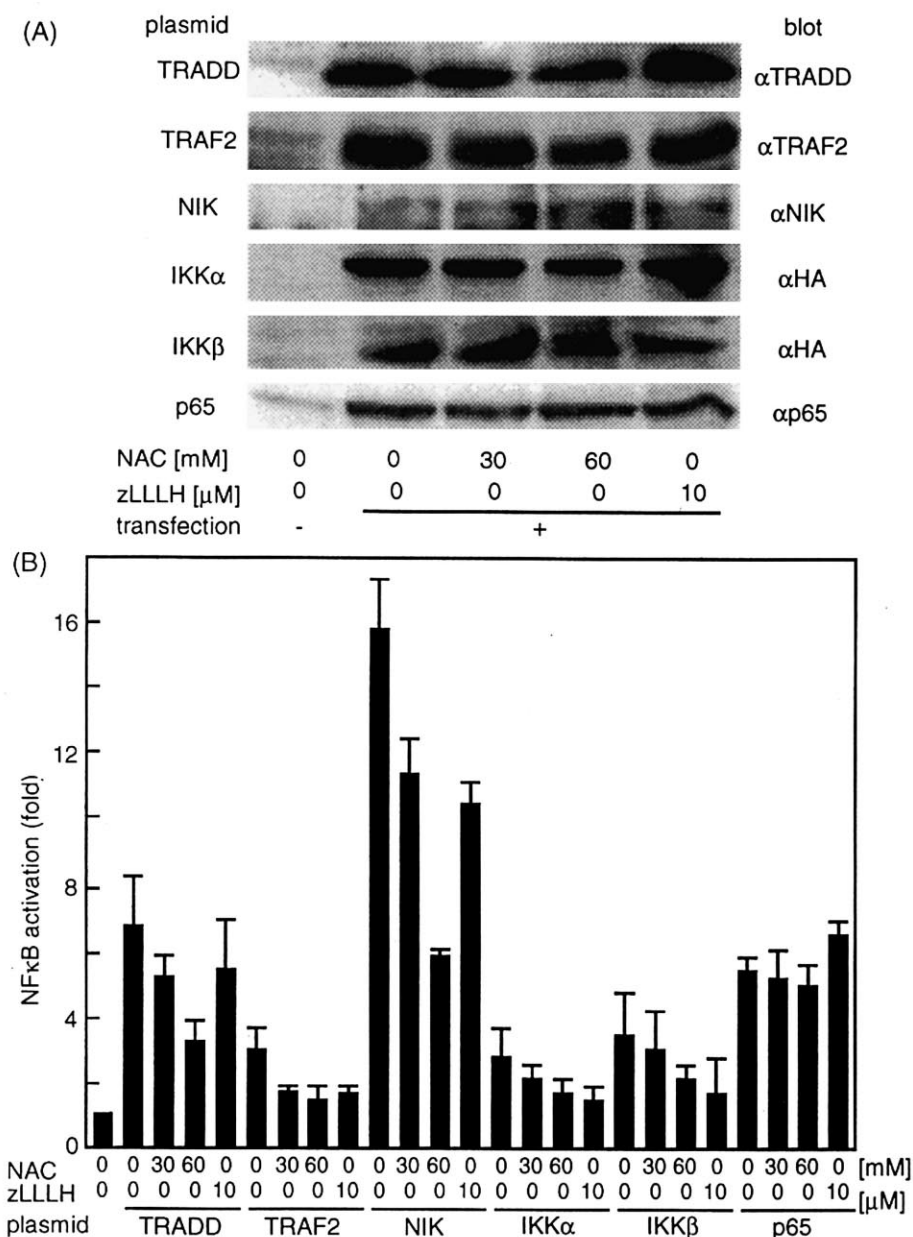 (A) plasmid blot
TRADD αTRADD
TRAF2 αTRAF2
NIK αNIK
IKKα αHA
IKKβ αHA
p65 αp65
NAC [mM] 0 0 30 60 0
zLLLH [μM] 0 0 0 0 10
transfection - +
(B)
16
12
8
4
0
NFκB activation (fold)
NAC 0 0 30 60 0 0 30 60 0 0 30 60 0 0 30 60 0 0 30 60 0 0 30 60 0 [mM]
zLLLH 0 0 0 0 10 0 0 0 10 0 0 0 10 0 0 0 10 0 0 0 10 0 0 0 10 [μM]
plasmid TRADD TRAF2 NIK IKKα IKKβ p65